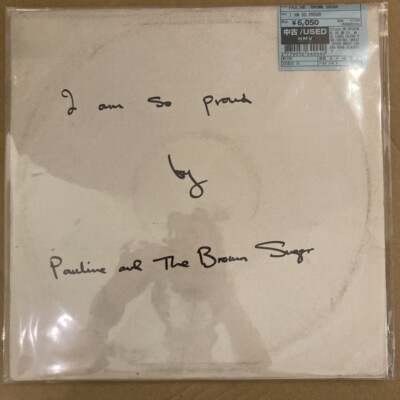 PAULINE / BROWN SUGAR
I AM SO PROUD
¥6,050
中古/USED
HMV
I am so proud
by
Pauline and The Brown Sugar